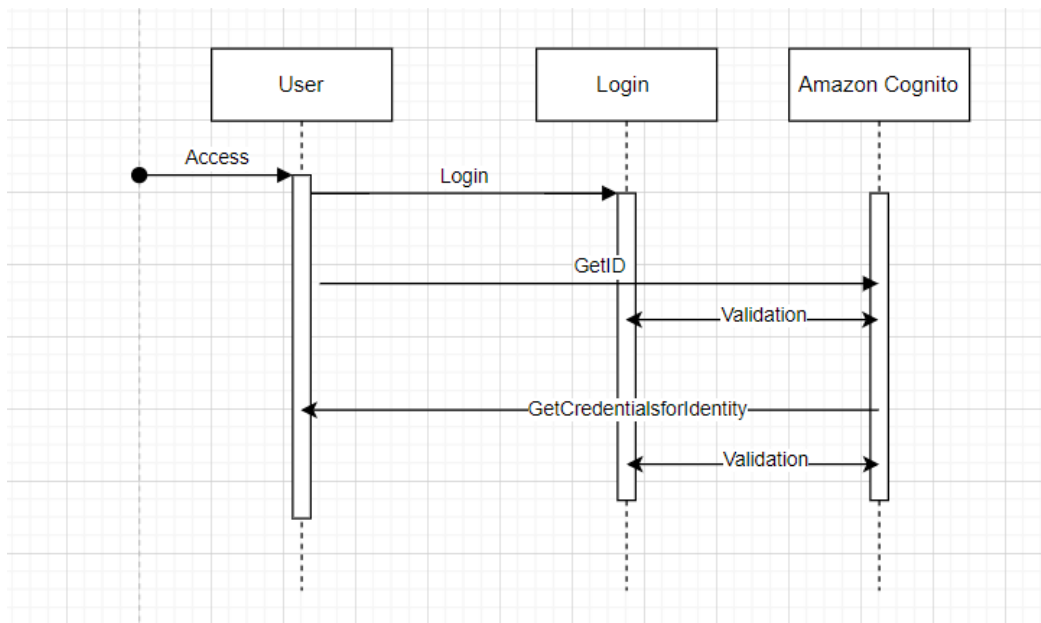 User
Login
Amazon Cognito
Access
Login
GetID
Validation
GetCredentialsforIdentity
Validation